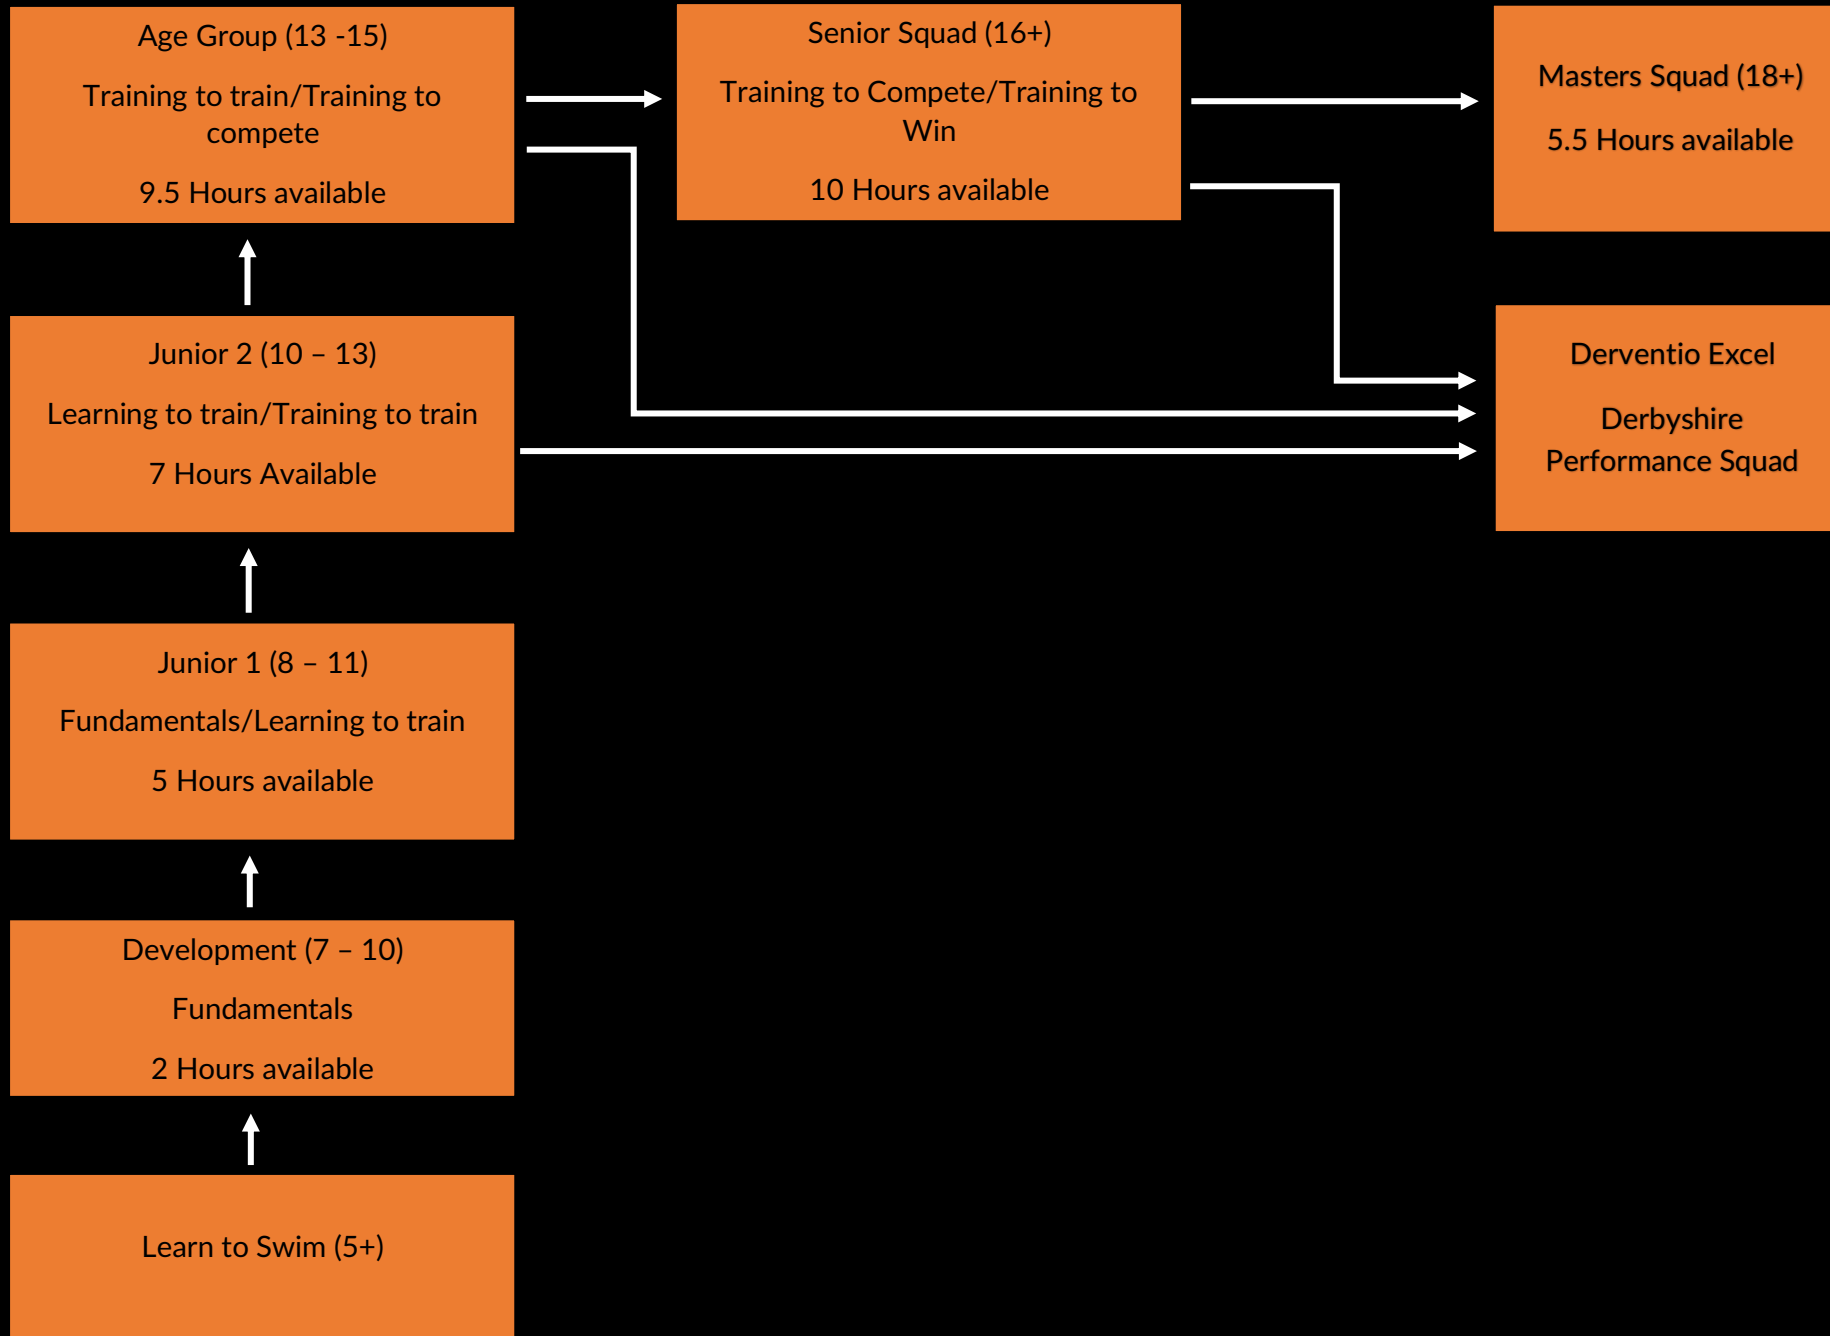 Age Group (13 -15)
Training to train/Training to
compete
9.5 Hours available
Senior Squad (16+)
Training to Compete/Training to
Win
10 Hours available
Masters Squad (18+)
5.5 Hours available
Junior 2 (10 – 13)
Learning to train/Training to train
7 Hours Available
Derventio Excel
Derbyshire
Performance Squad
Junior 1 (8 – 11)
Fundamentals/Learning to train
5 Hours available
Development (7 – 10)
Fundamentals
2 Hours available
Learn to Swim (5+)